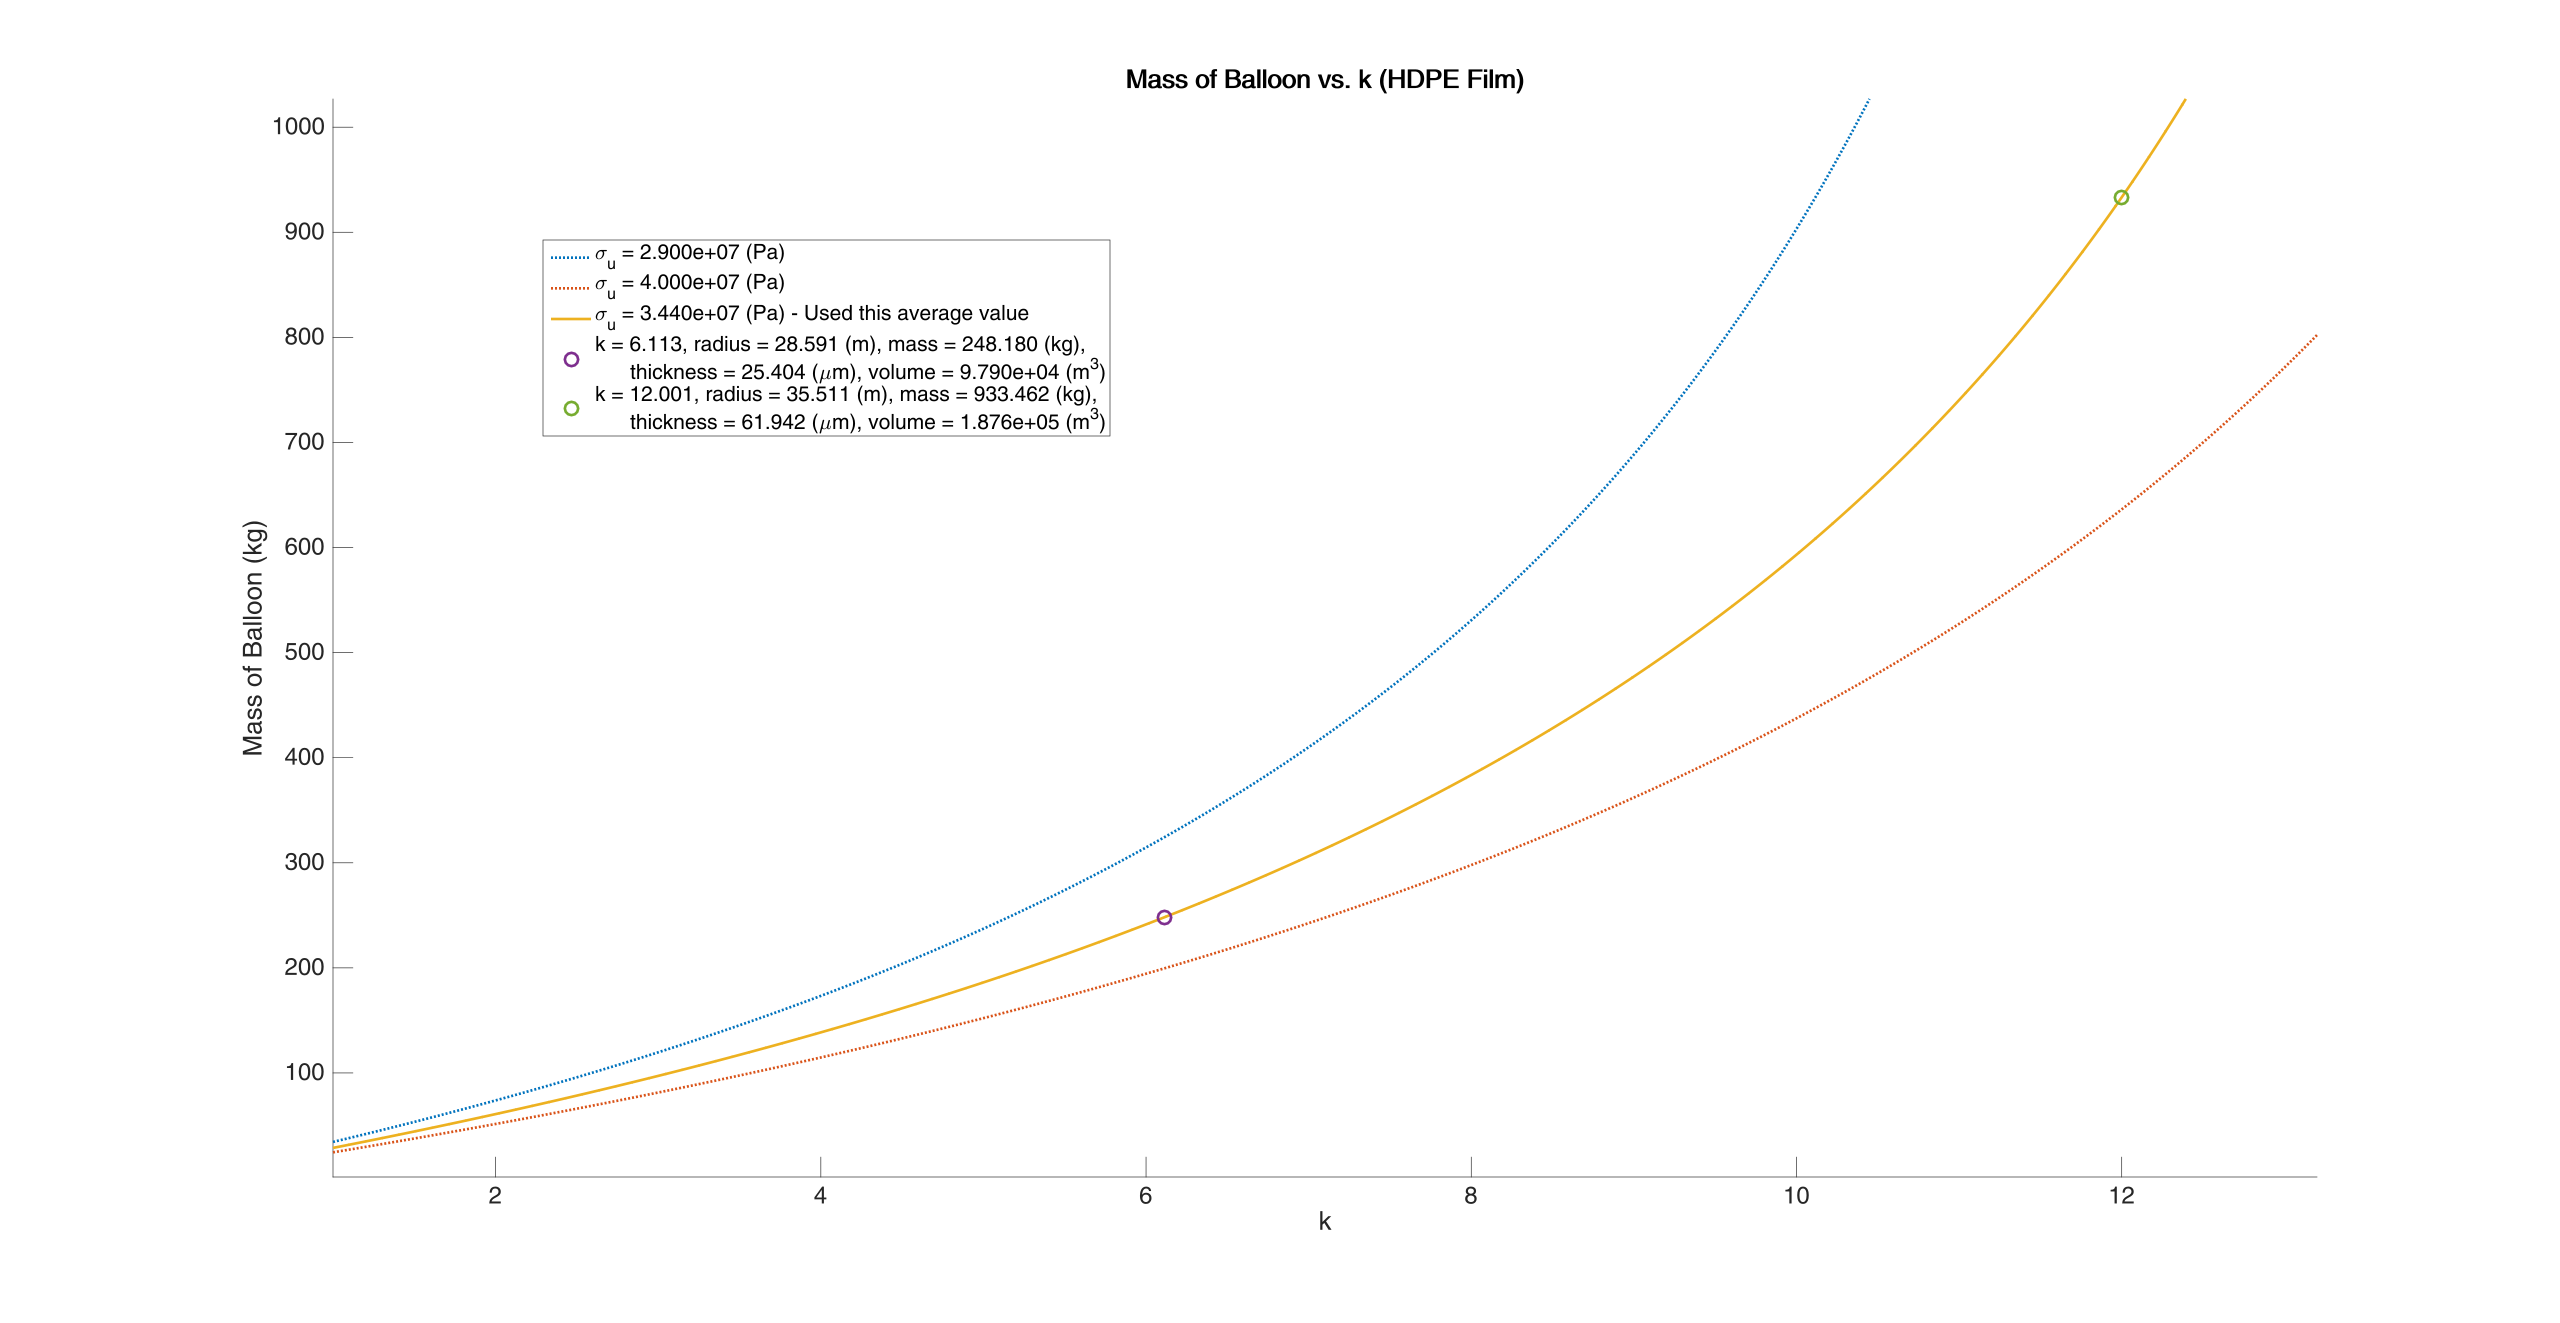 Mass of Balloon vs. k (HDPE Film)
1000
900
800
700
600
500
400
300
200
100
Mass of Balloon (kg)
σu = 2.900e+07 (Pa)
σu = 4.000e+07 (Pa)
σu = 3.440e+07 (Pa) - Used this average value
k = 6.113, radius = 28.591 (m), mass = 248.180 (kg),
thickness = 25.404 (μm), volume = 9.790e+04 (m³)
k = 12.001, radius = 35.511 (m), mass = 933.462 (kg),
thickness = 61.942 (μm), volume = 1.876e+05 (m³)
2 4 6 8 10 12
k